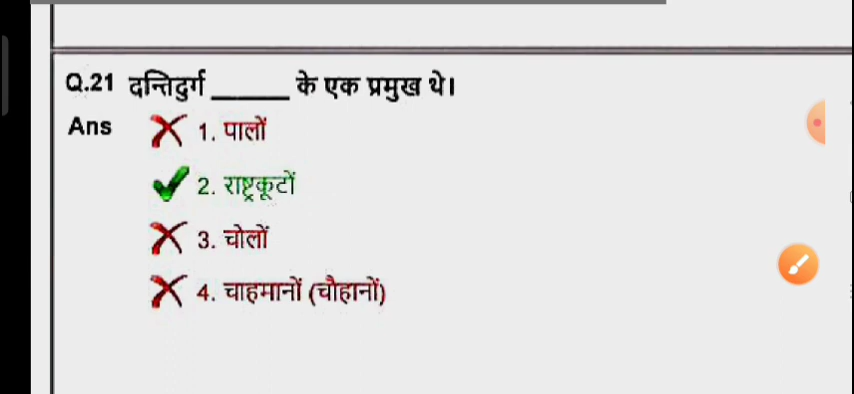 Q.21 दन्तिदुर्ग ______ के एक प्रमुख थे।
Ans 1. पालों
2. राष्ट्रकूटों
3. चोलों
4. चाहमानों (चौहानों)